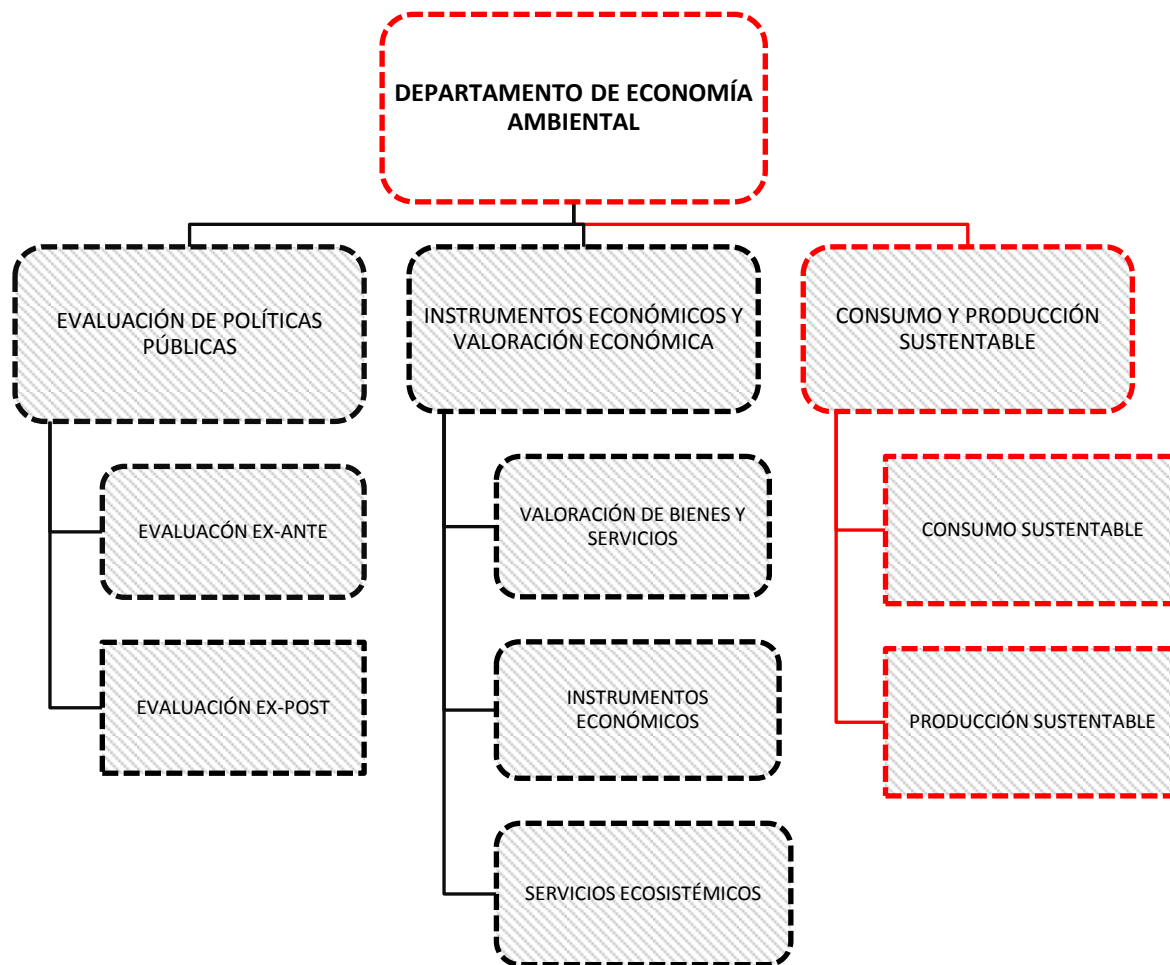 DEPARTAMENTO DE ECONOMÍA
AMBIENTAL
EVALUACIÓN DE POLÍTICAS
PÚBLICAS
INSTRUMENTOS ECONÓMICOS Y
VALORACIÓN ECONÓMICA
CONSUMO Y PRODUCCIÓN
SUSTENTABLE
EVALUACÓN EX-ANTE
EVALUACIÓN EX-POST
VALORACIÓN DE BIENES Y
SERVICIOS
INSTRUMENTOS
ECONÓMICOS
SERVICIOS ECOSISTÉMICOS
CONSUMO SUSTENTABLE
PRODUCCIÓN SUSTENTABLE